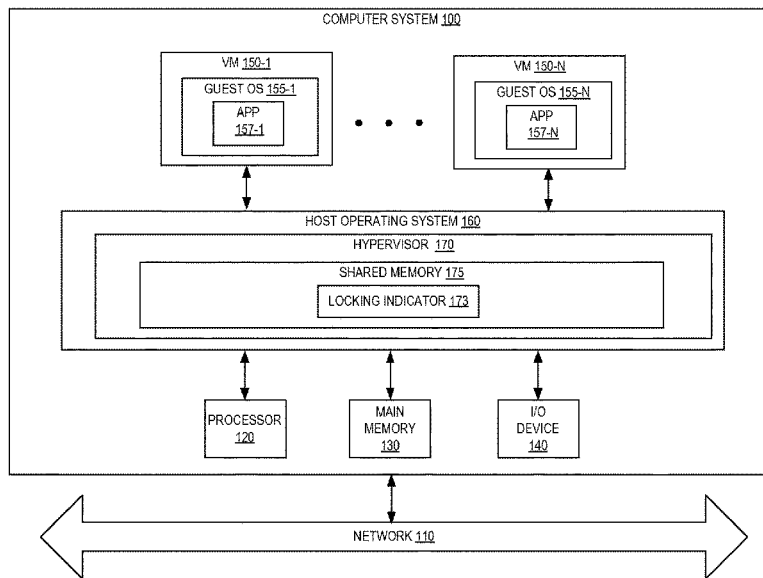 COMPUTER SYSTEM 100
VM 150-1
GUEST OS 155-1
APP
157-1
VM 150-N
GUEST OS 155-N
APP
157-N
HOST OPERATING SYSTEM 160
HYPERVISOR 170
SHARED MEMORY 175
LOCKING INDICATOR 173
PROCESSOR
120
MAIN
MEMORY
130
I/O
DEVICE
140
NETWORK 110